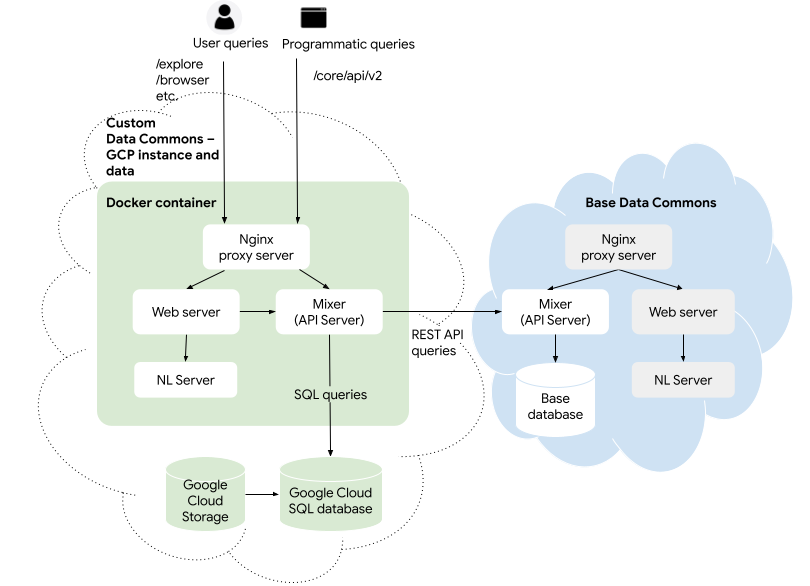 User queries
Programmatic queries
/explore
/browser
etc.
/core/api/v2
Custom
Data Commons –
GCP instance and
data
Docker container
Nginx
proxy server
Web server
Mixer
(API Server)
NL Server
REST API
queries
SQL queries
Google
Cloud
Storage
Google Cloud
SQL database
Base Data Commons
Nginx
proxy server
Mixer
(API Server)
Web server
Base
database
NL Server